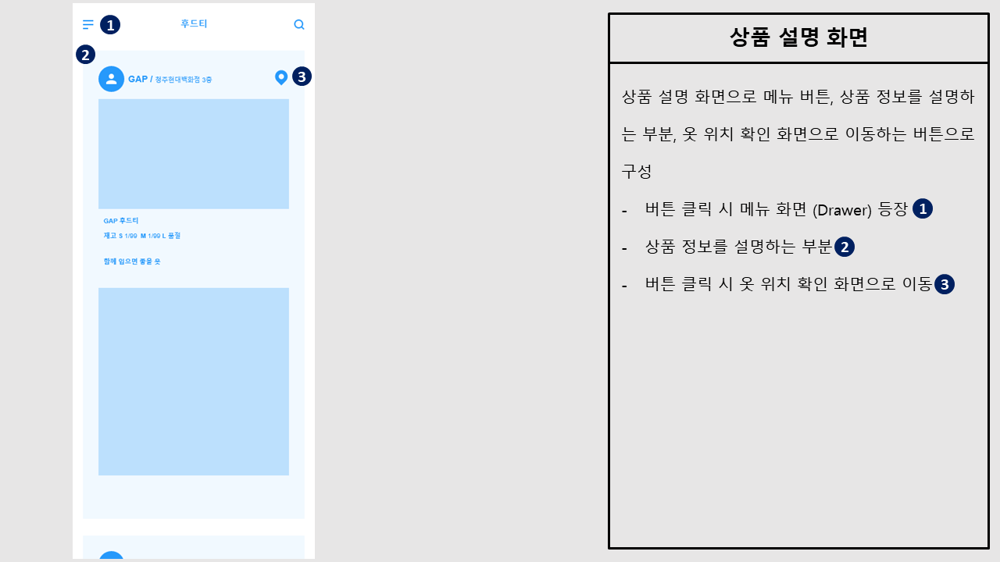 1
후드티
2
GAP / 청주현대백화점 3층
3
GAP 후드티
재고 S 1/99 M 1/99 L 품절
함께 입으면 좋을 옷
상품 설명 화면
상품 설명 화면으로 메뉴 버튼, 상품 정보를 설명하
는 부분, 옷 위치 확인 화면으로 이동하는 버튼으로
구성
- 버튼 클릭 시 메뉴 화면 (Drawer) 등장 1
- 상품 정보를 설명하는 부분 2
- 버튼 클릭 시 옷 위치 확인 화면으로 이동 3